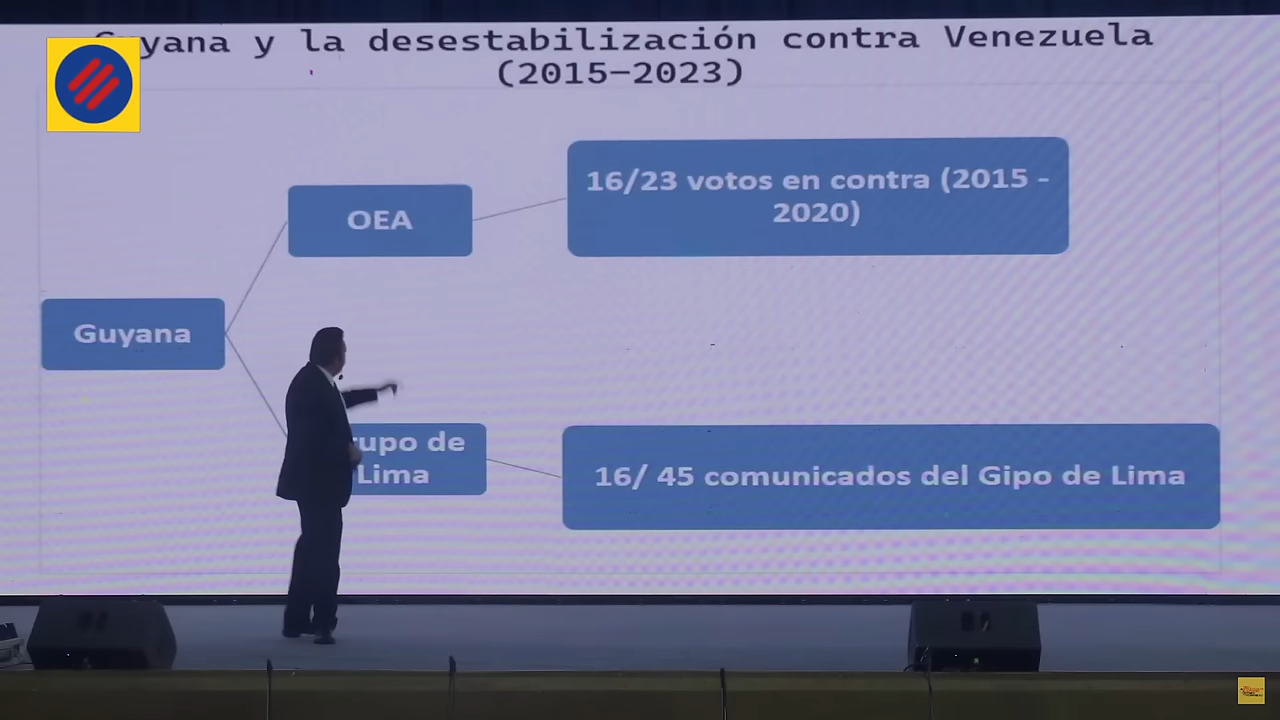 Guyana y la desestabilización contra Venezuela
(2015–2023)
16/23 votos en contra (2015 -
2020)
OEA
Guyana
rupo de
Lima
16/ 45 comunicados del Gipo de Lima